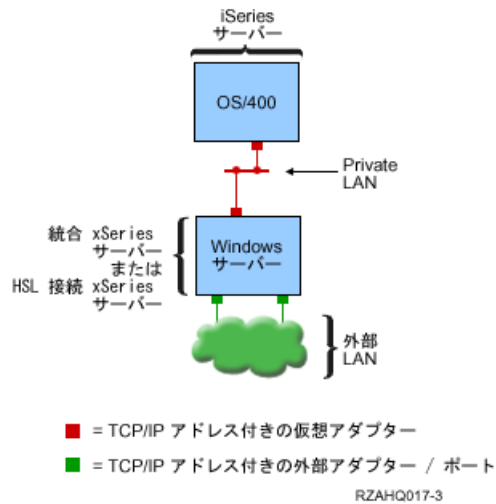 iSeries
サーバー
OS/400
Private
LAN
統合 xSeries
サーバー
または
HSL 接続 xSeries
サーバー
Windows
サーバー
外部
LAN
= TCP/IP アドレス付きの仮想アダプター
= TCP/IP アドレス付きの外部アダプター / ポート
RZAHQ017-3